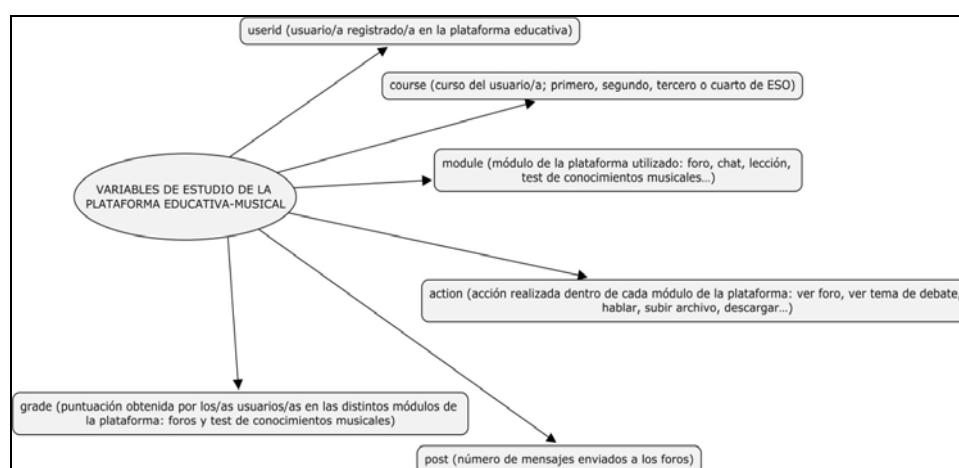 userid (usuario/a registrado/a en la plataforma educativa)
course (curso del usuario/a; primero, segundo, tercero o cuarto de ESO)
module (módulo de la plataforma utilizado: foro, chat, lección,
test de conocimientos musicales...)
VARIABLES DE ESTUDIO DE LA
PLATAFORMA EDUCATIVA-MUSICAL
action (acción realizada dentro de cada módulo de la plataforma: ver foro, ver tema de debate,
hablar, subir archivo, descargar...)
grade (puntuación obtenida por los/as usuarios/as en las distintos módulos de
la plataforma: foros y test de conocimientos musicales)
post (número de mensajes enviados a los foros)